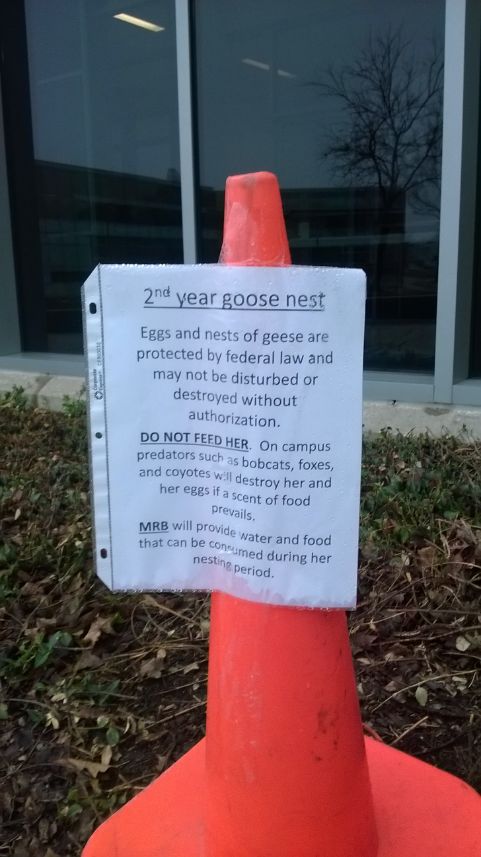 2nd year goose nest
Eggs and nests of geese are
protected by federal law and
may not be disturbed or
destroyed without
authorization.
DO NOT FEED HER. On campus
predators such as bobcats, foxes,
and coyotes will destroy her and
her eggs if a scent of food
prevails.
MRB will provide water and food
that can be consumed during her
nesting period.